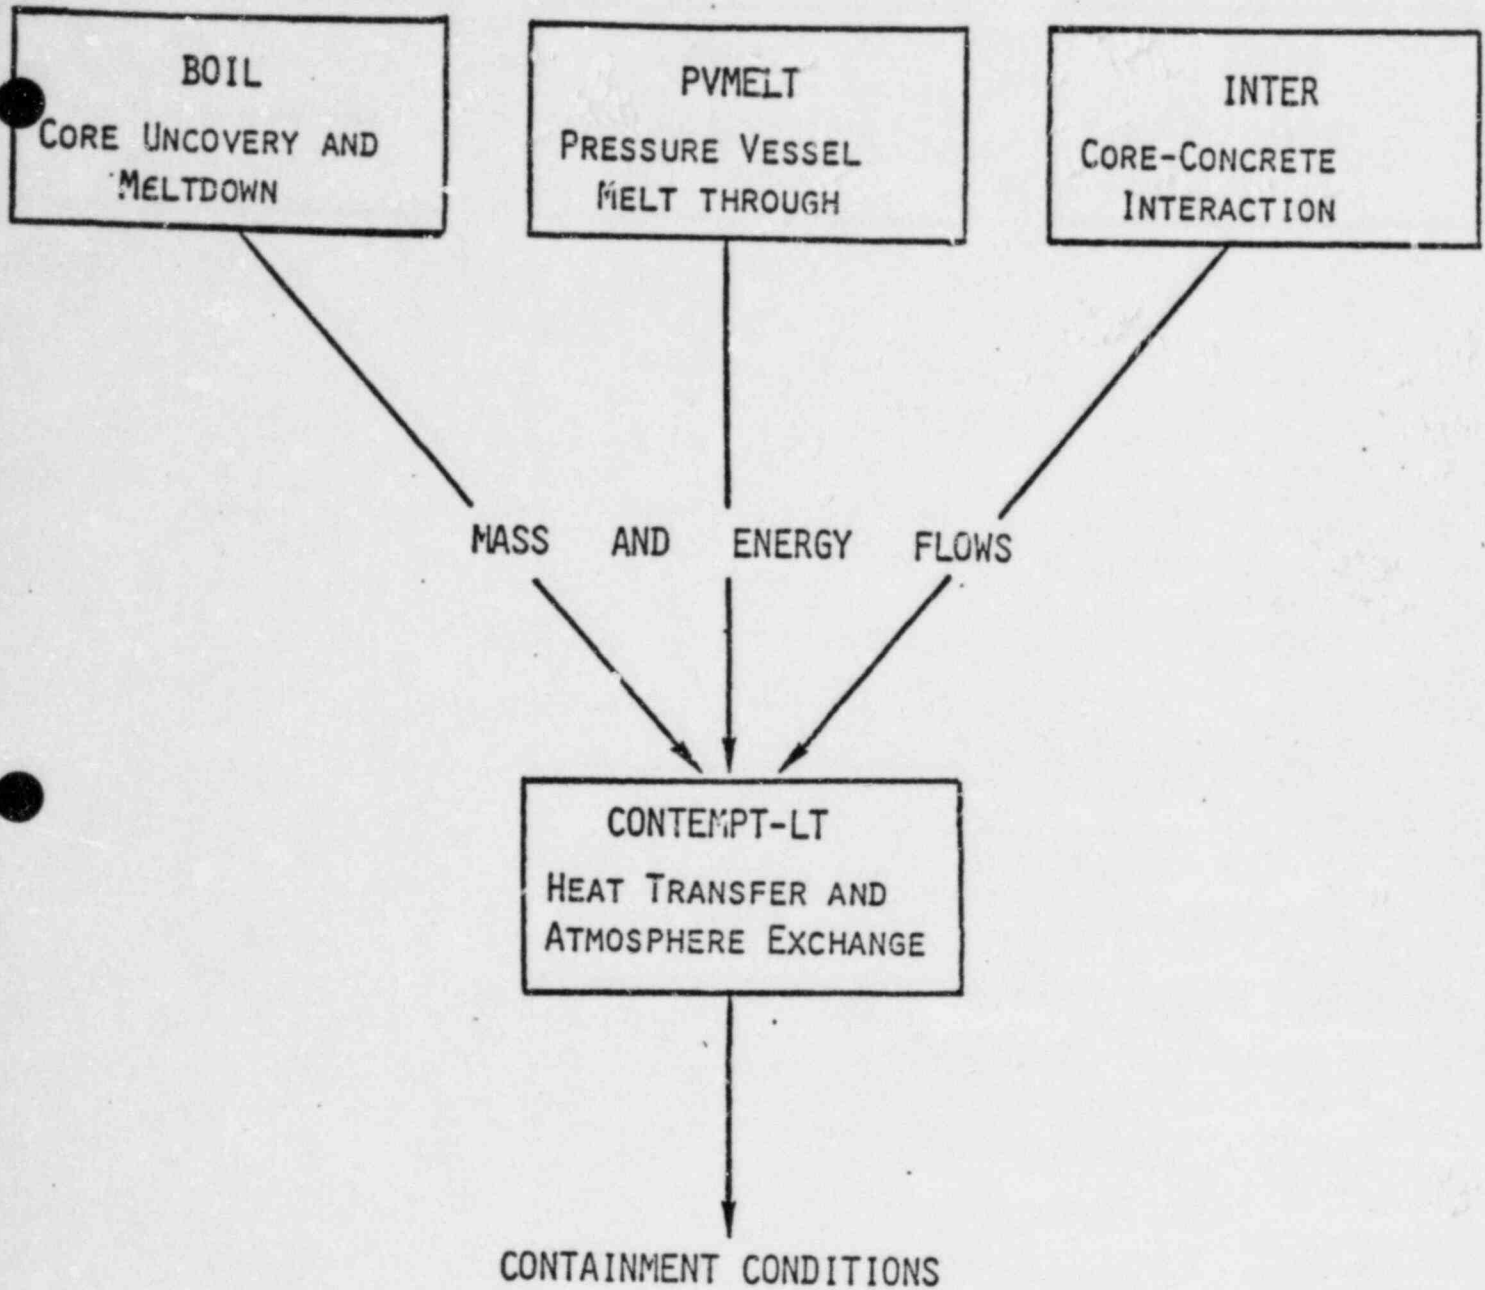 BOIL
CORE UNCOVERY AND
MELTDOWN
PVMELT
PRESSURE VESSEL
MELT THROUGH
INTER
CORE-CONCRETE
INTERACTION
MASS AND ENERGY FLOWS
CONTEMPT-LT
HEAT TRANSFER AND
ATMOSPHERE EXCHANGE
CONTAINMENT CONDITIONS